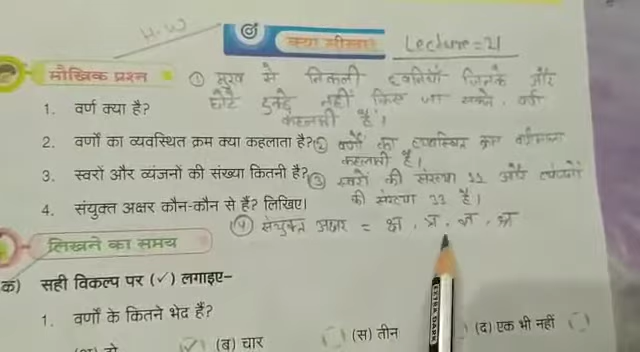 H.W
क्या सीखा?
Lecture = 21
मौखिक प्रश्न
① मुख से निकली ध्वनियाँ जिनके और
छोटे टुकड़े नहीं किए जा सकते, वर्ण
कहलाती है।
1. वर्ण क्या है?
2. वर्णों का व्यवस्थित क्रम क्या कहलाता है?
② वर्णों का व्यवस्थित क्रम वर्णमाला
कहलाती है।
3. स्वरों और व्यंजनों की संख्या कितनी है?
③ स्वरों की संख्या 11 और व्यंजनों
की संख्या 33 है।
4. संयुक्त अक्षर कौन-कौन से हैं? लिखिए।
④ संयुक्त अक्षर = क्ष, त्र, ज्ञ, श्र
लिखने का समय
क) सही विकल्प पर (✓) लगाइए-
1. वर्णों के कितने भेद हैं?
(अ) दो (ब) चार (स) तीन (द) एक भी नहीं